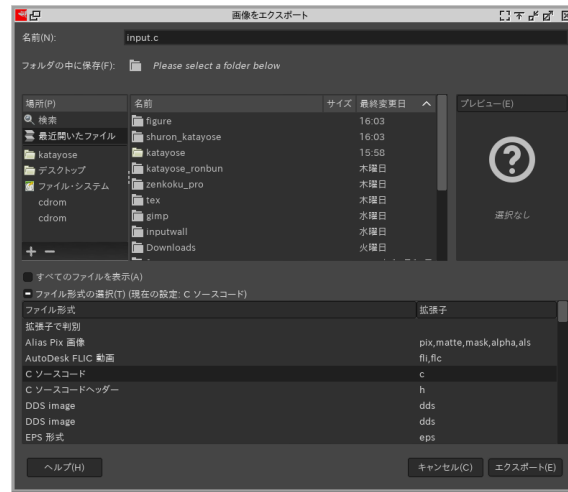 画像をエクスポート
名前(N): input.c
フォルダの中に保存(F): Please select a folder below
場所(P) 名前 サイズ 最終変更日 プレビュー(E)
検索 figure 16:03
最近開いたファイル shuron_katayose 16:03
katayose katayose 15:58
デスクトップ katayose_ronbun 木曜日
ファイル・システム zenkoku_pro 木曜日
cdrom tex 木曜日
cdrom gimp 水曜日
inputwall 水曜日
Downloads 火曜日
選択なし
すべてのファイルを表示(A)
ファイル形式の選択(T) (現在の設定: C ソースコード)
ファイル形式 拡張子
拡張子で判別
Alias Pix 画像 pix,matte,mask,alpha,als
AutoDesk FLIC 動画 fli,flc
C ソースコード c
C ソースコードヘッダー h
DDS image dds
DDS image dds
EPS 形式 eps
ヘルプ(H) キャンセル(C) エクスポート(E)